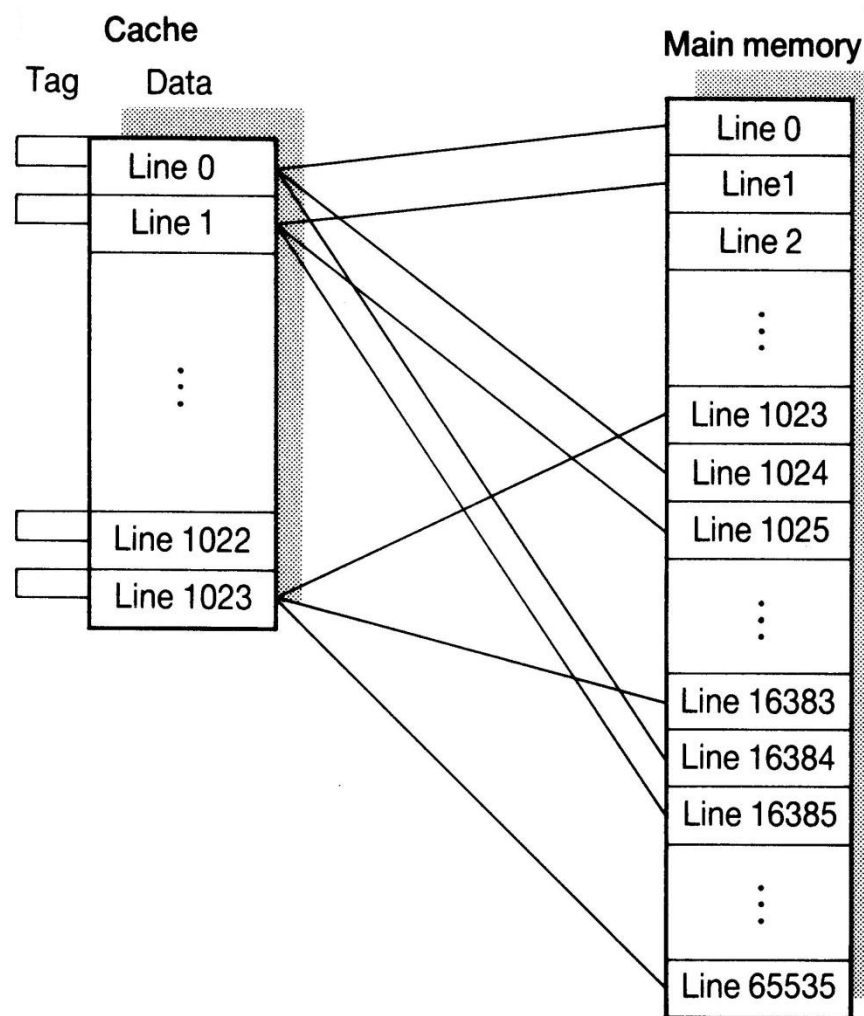 Cache
Tag Data
Line 0
Line 1
⋮
Line 1022
Line 1023
Main memory
Line 0
Line1
Line 2
⋮
Line 1023
Line 1024
Line 1025
⋮
Line 16383
Line 16384
Line 16385
⋮
Line 65535